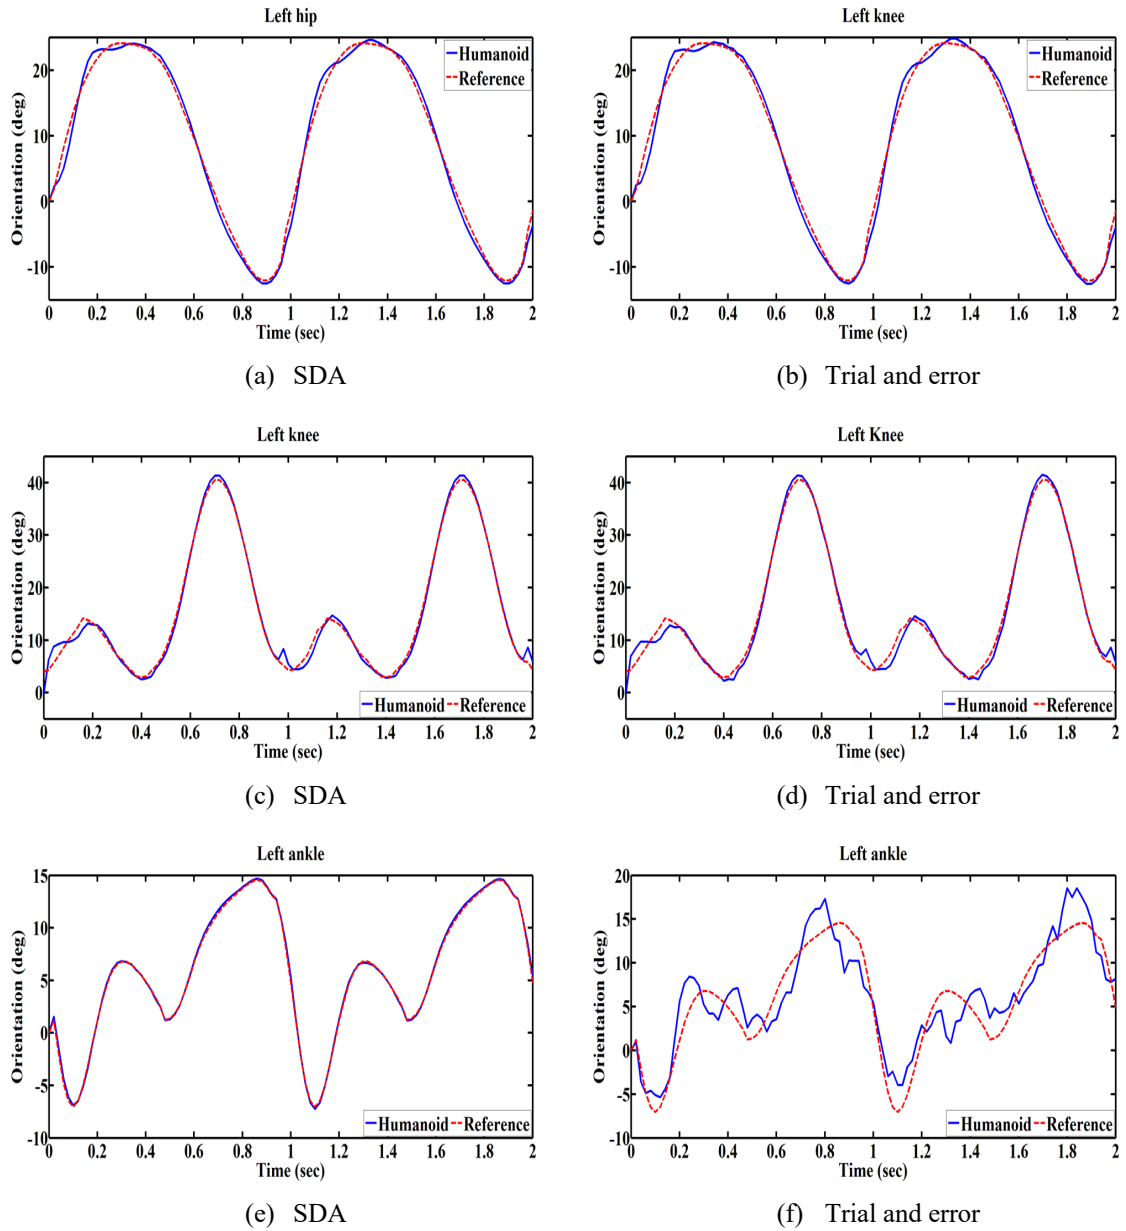 Left hip
Orientation (deg)
20
10
0
-10
Humanoid
Reference
0 0.2 0.4 0.6 0.8 1 1.2 1.4 1.6 1.8 2
Time (sec)
(a) SDA
Left knee
Orientation (deg)
20
10
0
-10
Humanoid
Reference
0 0.2 0.4 0.6 0.8 1 1.2 1.4 1.6 1.8 2
Time (sec)
(b) Trial and error
Left knee
Orientation (deg)
40
30
20
10
0
Humanoid Reference
0 0.2 0.4 0.6 0.8 1 1.2 1.4 1.6 1.8 2
Time (sec)
(c) SDA
Left Knee
Orientation (deg)
40
30
20
10
0
Humanoid Reference
0 0.2 0.4 0.6 0.8 1 1.2 1.4 1.6 1.8 2
Time (sec)
(d) Trial and error
Left ankle
Orientation (deg)
15
10
5
0
-5
-10
Humanoid Reference
0 0.2 0.4 0.6 0.8 1 1.2 1.4 1.6 1.8 2
Time (sec)
(e) SDA
Left ankle
Orientation (deg)
20
15
10
5
0
-5
-10
Humanoid Reference
0 0.2 0.4 0.6 0.8 1 1.2 1.4 1.6 1.8 2
Time (sec)
(f) Trial and error